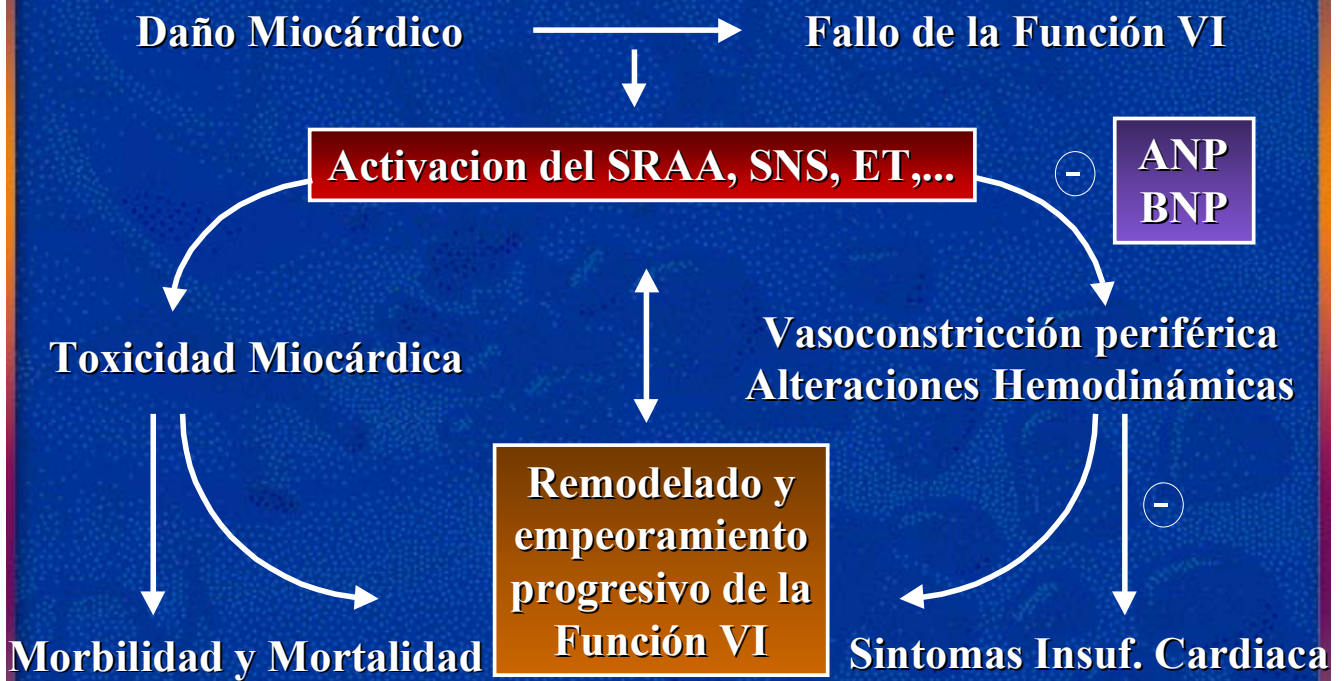 Daño Miocárdico
Fallo de la Función VI
Activacion del SRAA, SNS, ET,...
-
ANP
BNP
Toxicidad Miocárdica
Vasoconstricción periférica
Alteraciones Hemodinámicas
Remodelado y
empeoramiento
progresivo de la
Función VI
-
Morbilidad y Mortalidad
Sintomas Insuf. Cardiaca